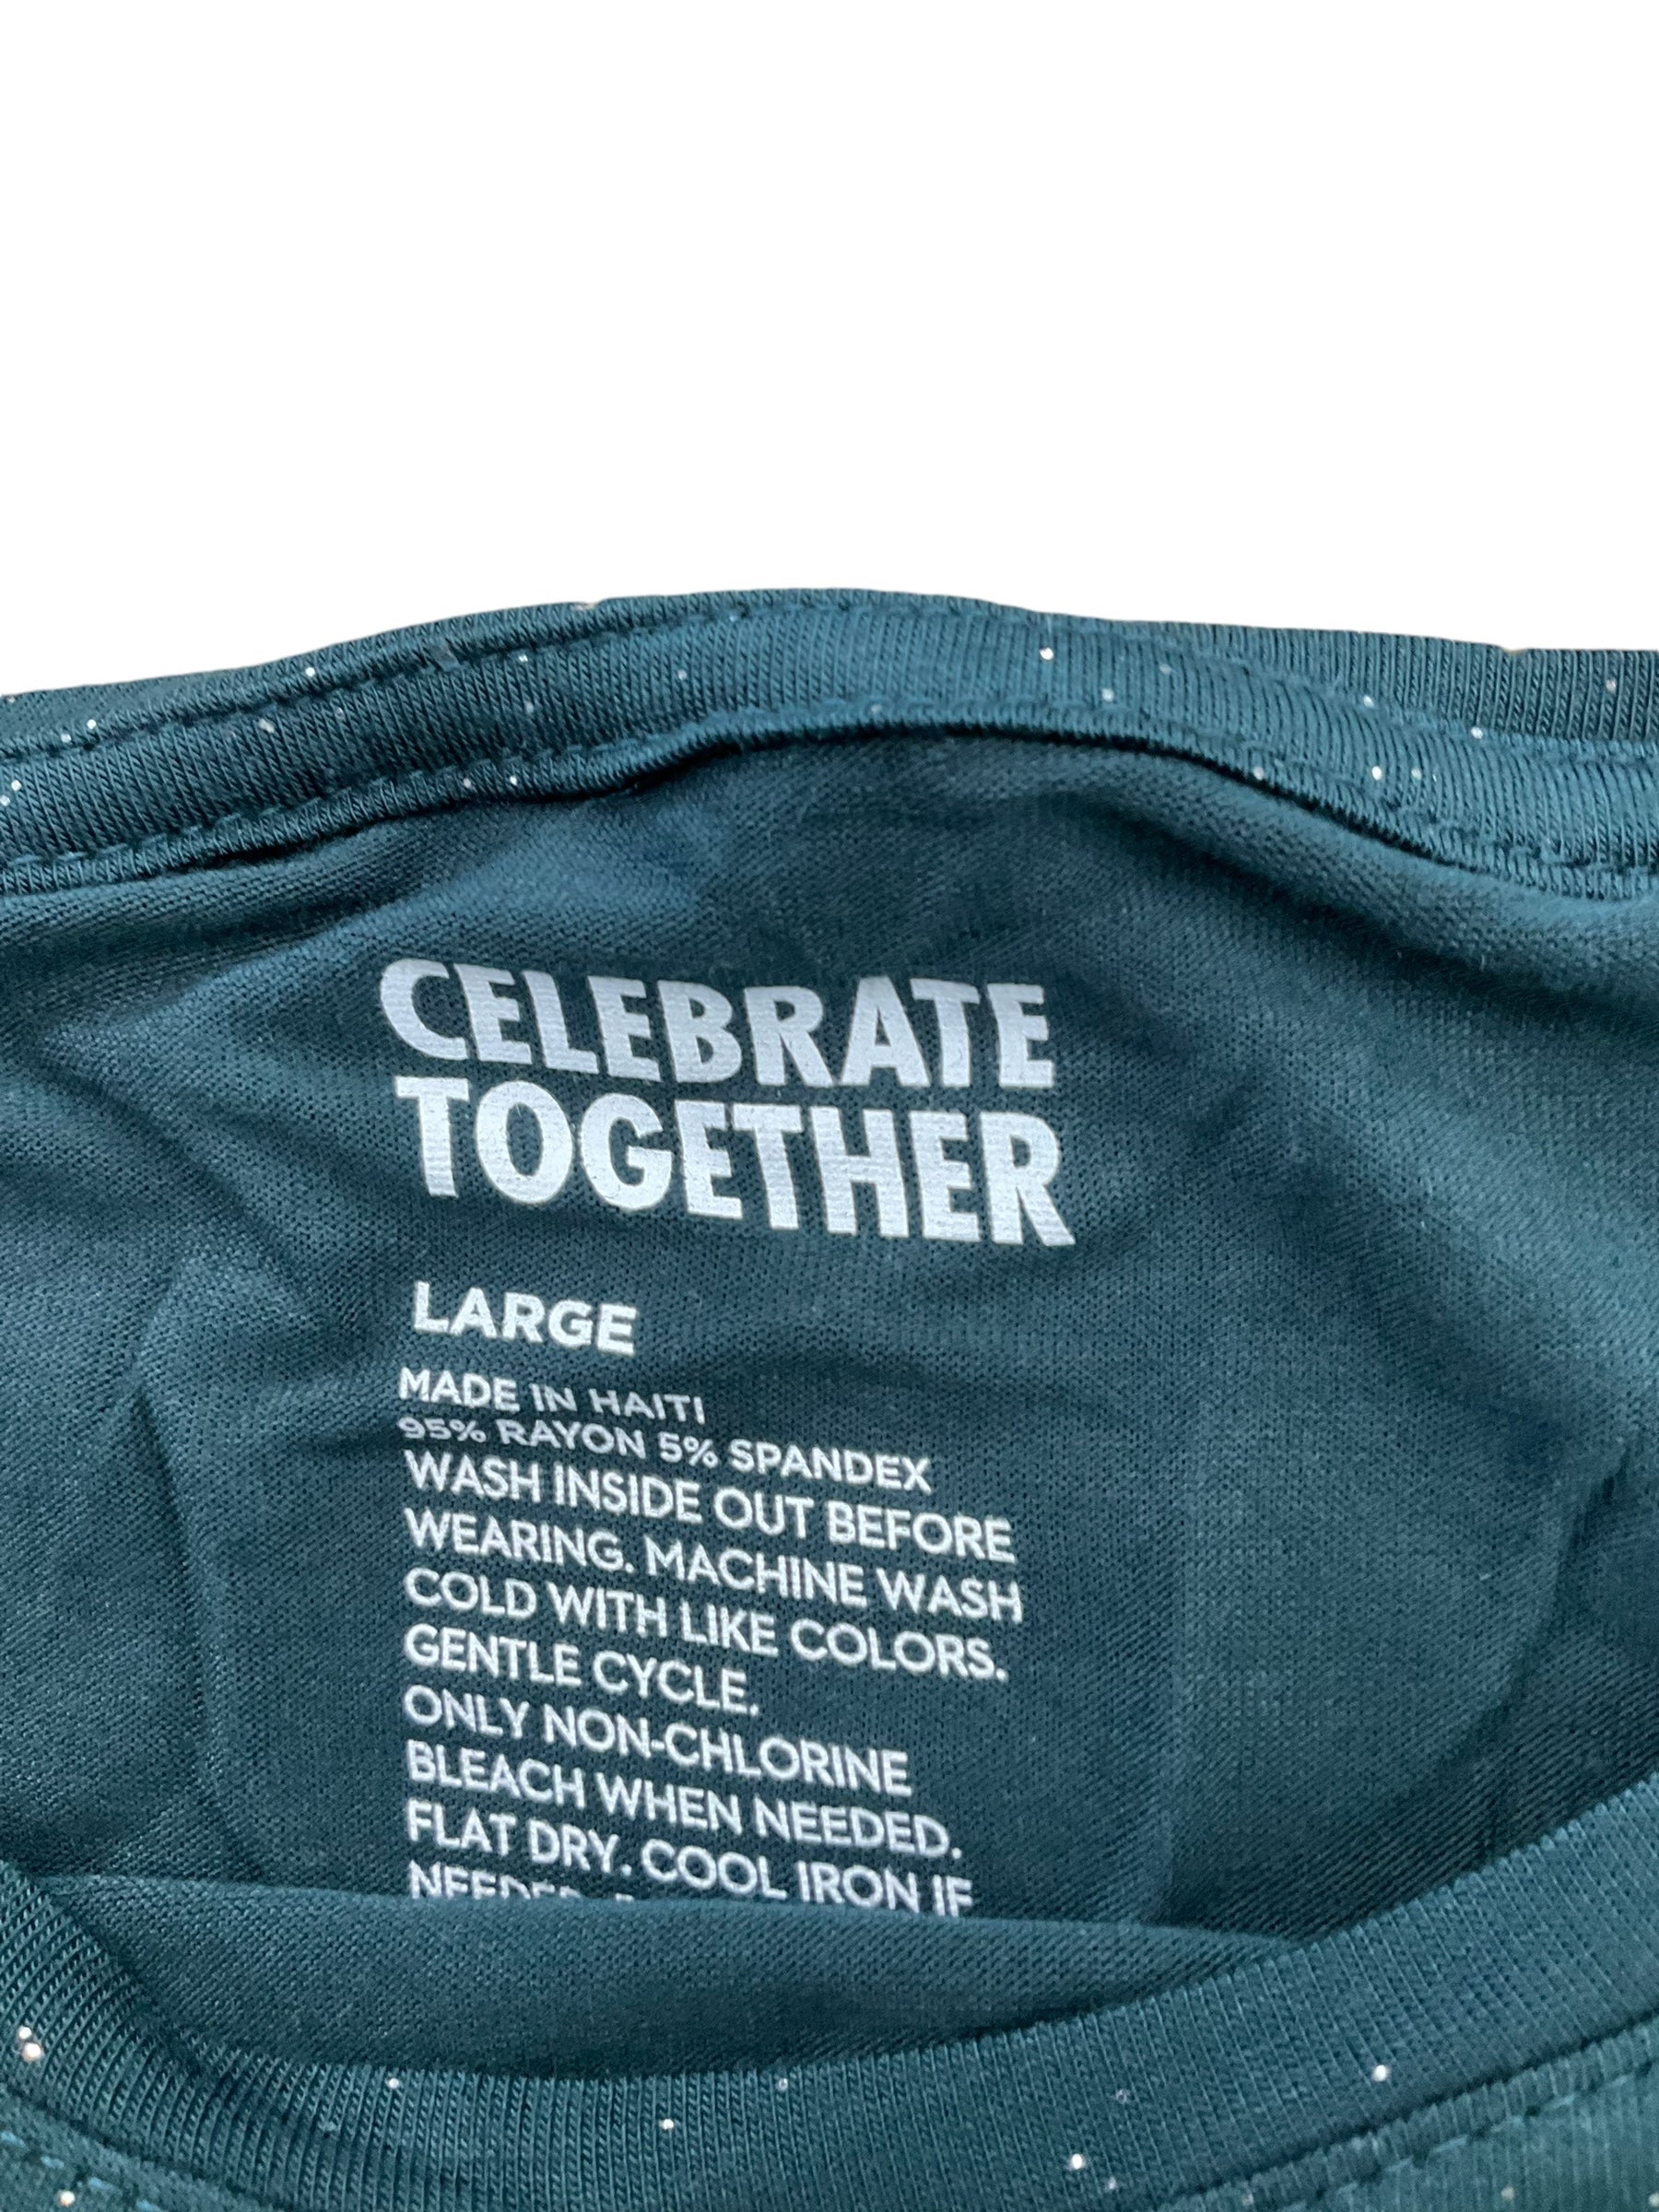 CELEBRATE
TOGETHER
LARGE
MADE IN HAITI
95% RAYON 5% SPANDEX
WASH INSIDE OUT BEFORE
WEARING. MACHINE WASH
COLD WITH LIKE COLORS.
GENTLE CYCLE.
ONLY NON-CHLORINE
BLEACH WHEN NEEDED.
FLAT DRY. COOL IRON IF
NEEDED.